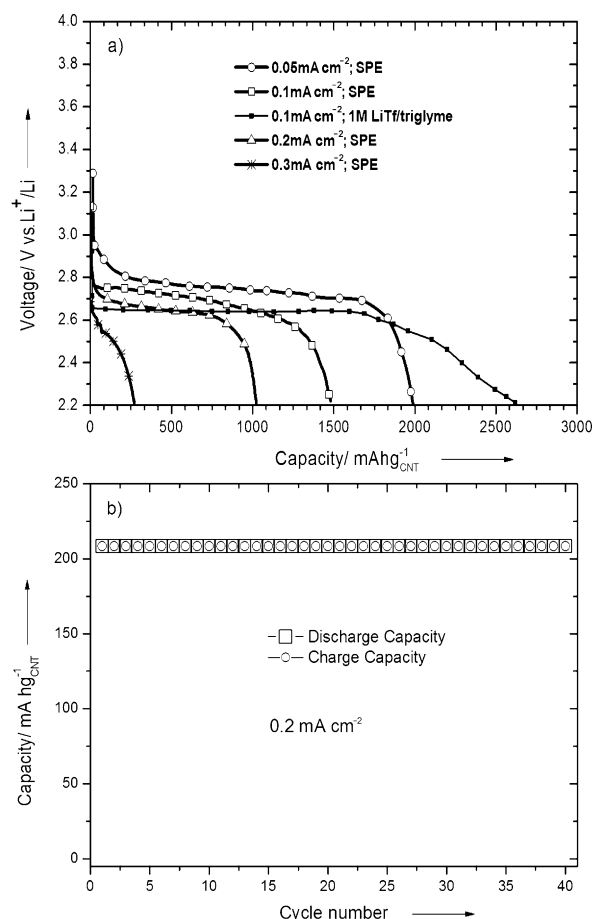 a)
4.0
3.8
3.6
3.4
3.2
3.0
2.8
2.6
2.4
2.2
Voltage/ V vs.Li⁺/Li
0.05mA cm⁻²; SPE
0.1mA cm⁻²; SPE
0.1mA cm⁻²; 1M LiTf/triglyme
0.2mA cm⁻²; SPE
0.3mA cm⁻²; SPE
0 500 1000 1500 2000 2500 3000
Capacity/ mAhg⁻¹CNT
b)
250
200
150
100
50
0
Capacity/ mA hg⁻¹CNT
Discharge Capacity
Charge Capacity
0.2 mA cm⁻²
0 5 10 15 20 25 30 35 40
Cycle number